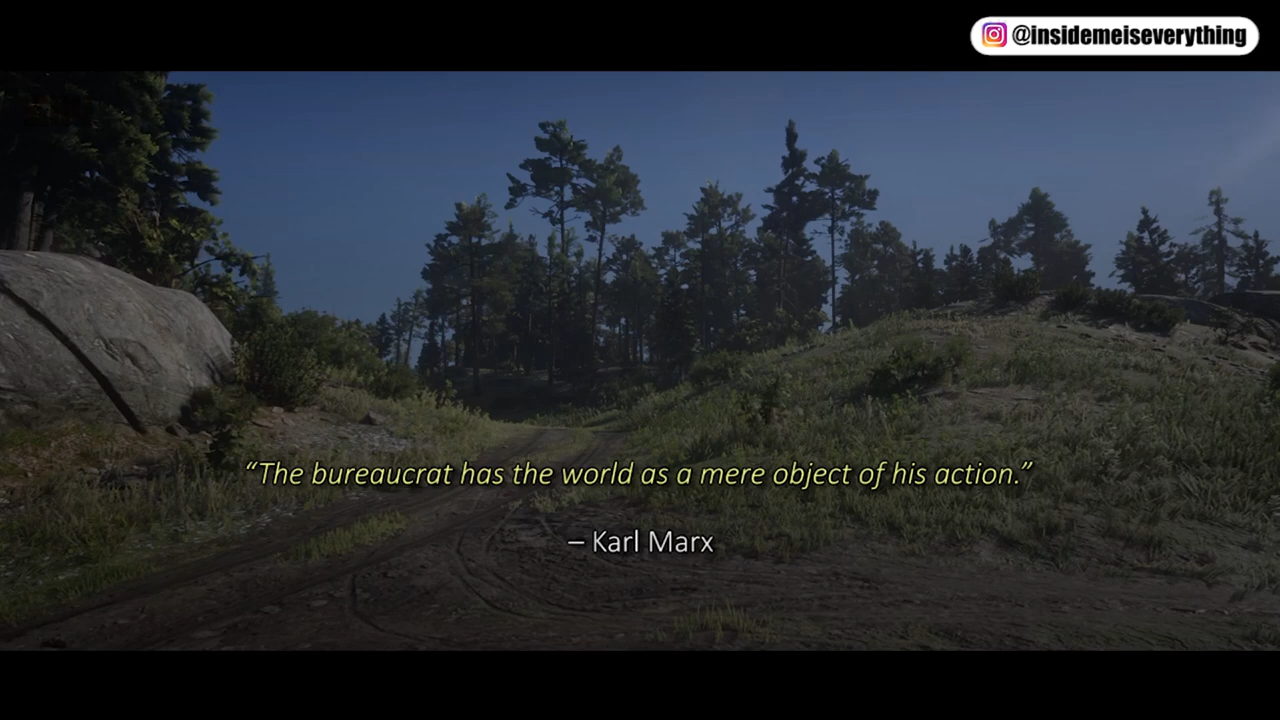 @insidemeiseverything
“The bureaucrat has the world as a mere object of his action.”
– Karl Marx